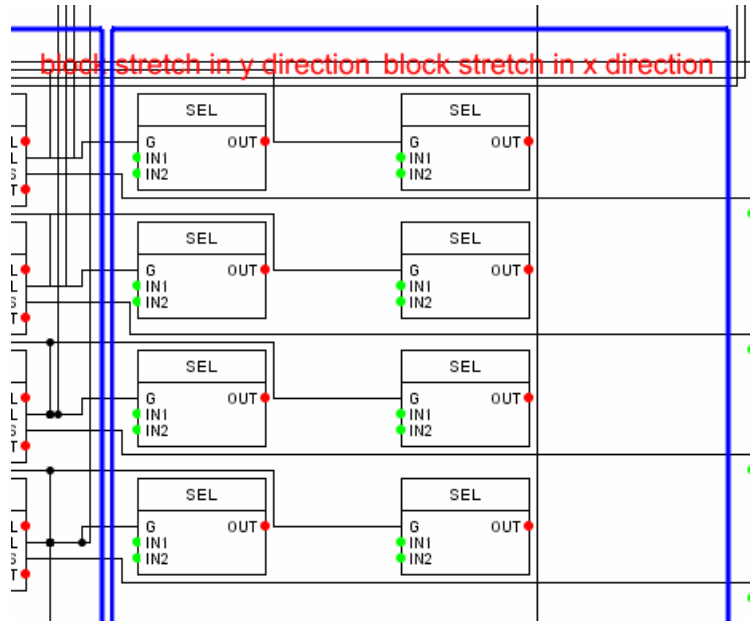 block stretch in y direction block stretch in x direction
SEL SEL
L G OUT G OUT
L IN1 IN1
S IN2 IN2
T
SEL SEL
L G OUT G OUT
L IN1 IN1
S IN2 IN2
T
SEL SEL
L G OUT G OUT
L IN1 IN1
S IN2 IN2
T
SEL SEL
L G OUT G OUT
L IN1 IN1
S IN2 IN2
T